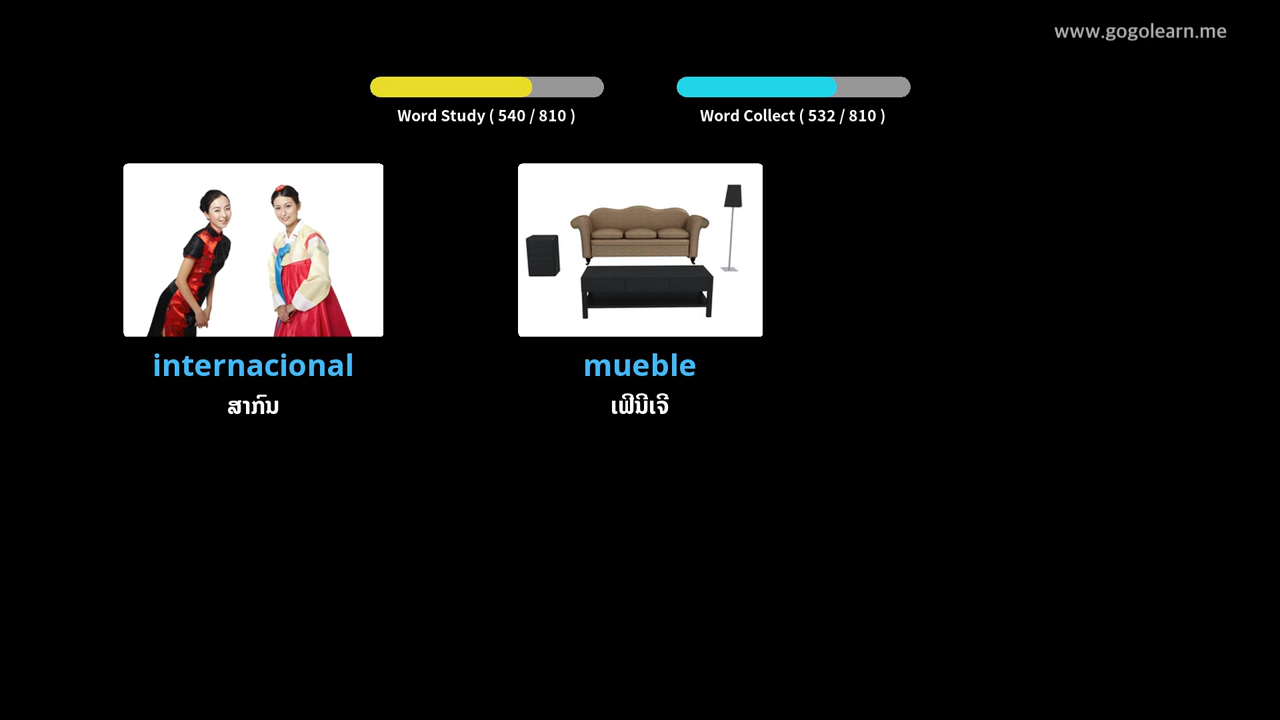 www.gogolearn.me
Word Study ( 540 / 810 )
Word Collect ( 532 / 810 )
internacional
ສາກົນ
mueble
ເຟີນີເຈີ